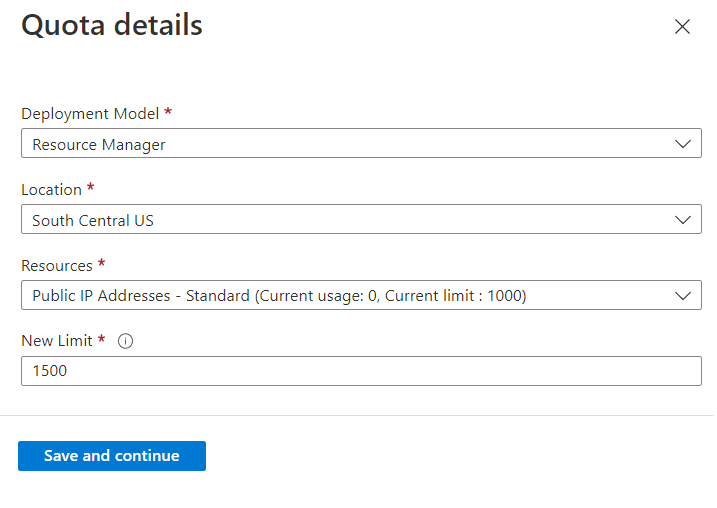 Quota details
Deployment Model *
Resource Manager
Location *
South Central US
Resources *
Public IP Addresses - Standard (Current usage: 0, Current limit : 1000)
New Limit *
1500
Save and continue